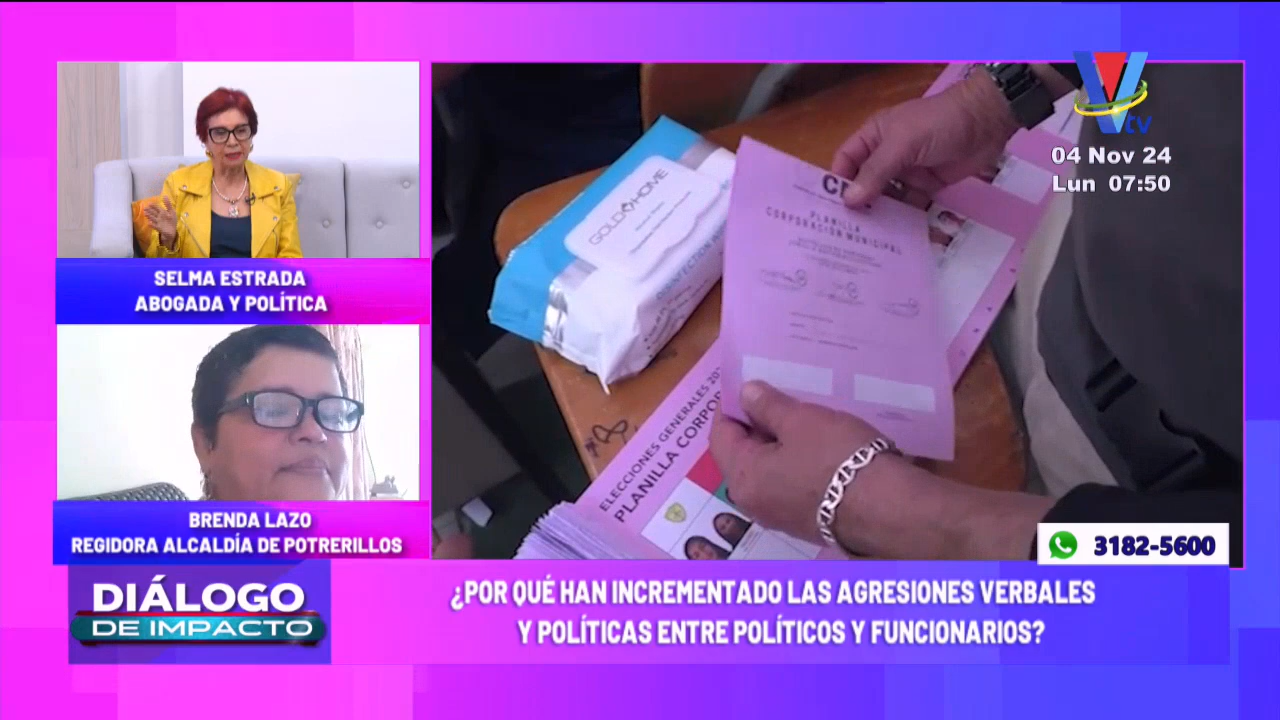 V tv
04 Nov 24
Lun 07:50
SELMA ESTRADA
ABOGADA Y POLÍTICA
BRENDA LAZO
REGIDORA ALCALDÍA DE POTRERILLOS
GOLD HOME
PLANILLA
CORPORACIÓN MUNICIPAL
ELECCIONES GENERALES
PLANILLA
3182-5600
DIÁLOGO
DE IMPACTO
¿POR QUÉ HAN INCREMENTADO LAS AGRESIONES VERBALES
Y POLÍTICAS ENTRE POLÍTICOS Y FUNCIONARIOS?